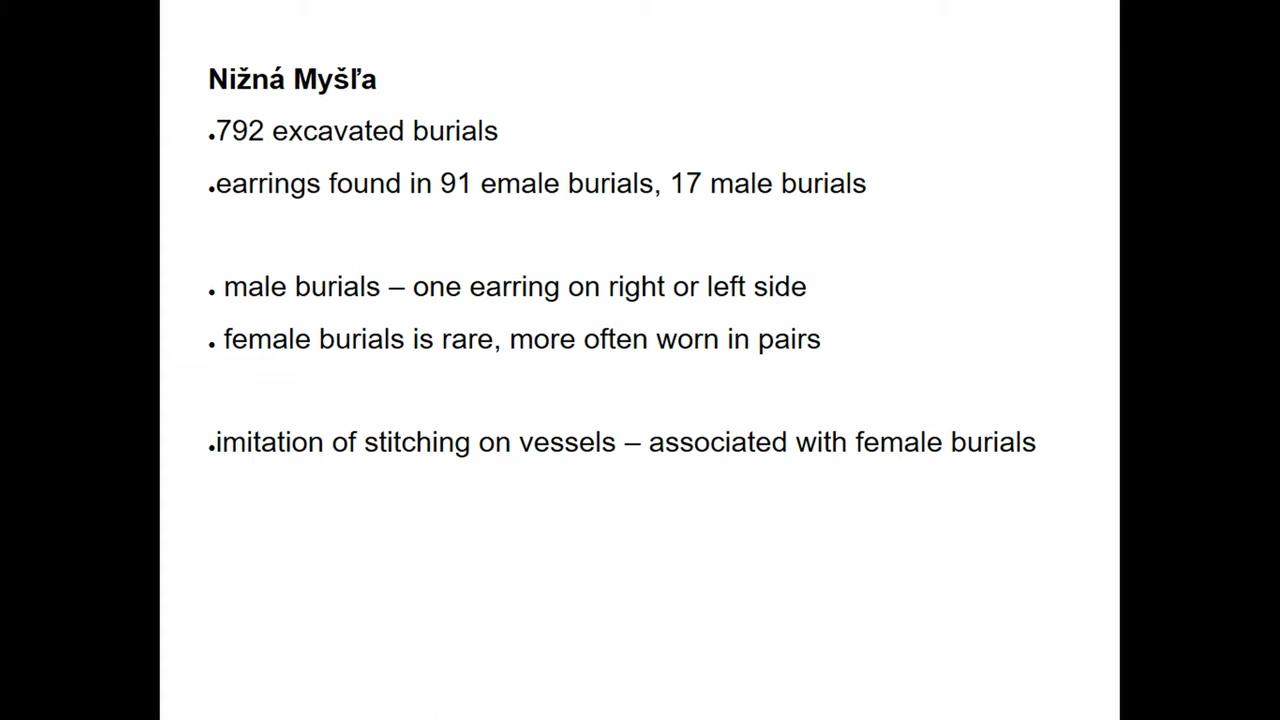 Nižná Myšľa
●792 excavated burials
●earrings found in 91 emale burials, 17 male burials
● male burials – one earring on right or left side
● female burials is rare, more often worn in pairs
●imitation of stitching on vessels – associated with female burials